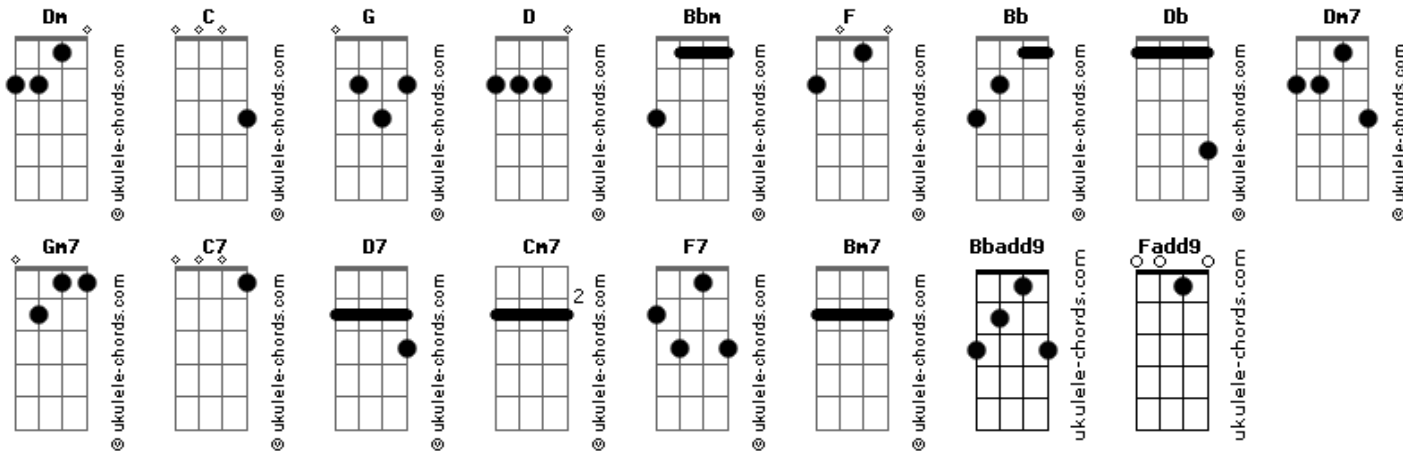 Dm C G D Bbm F Bb Db Dm7
© ukulele-chords.com © ukulele-chords.com © ukulele-chords.com © ukulele-chords.com © ukulele-chords.com © ukulele-chords.com © ukulele-chords.com © ukulele-chords.com © ukulele-chords.com
Gm7 C7 D7 Cm7 F7 Bm7 Bbadd9 Fadd9
2
© ukulele-chords.com © ukulele-chords.com © ukulele-chords.com © ukulele-chords.com © ukulele-chords.com © ukulele-chords.com ukulele-chords.com ukulele-chords.com